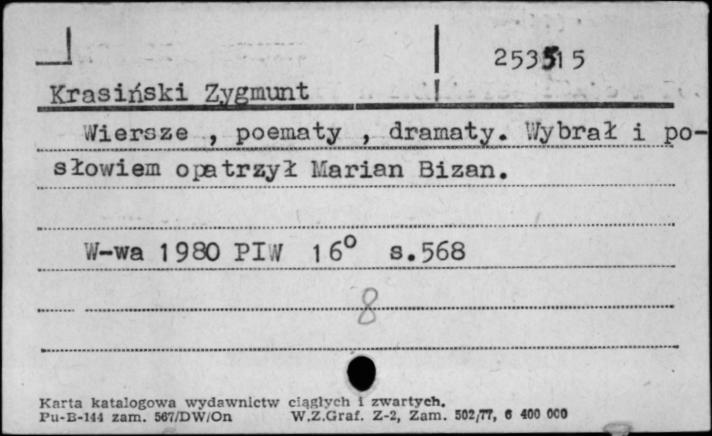 253515
Krasiński Zygmunt
Wiersze , poematy , dramaty. Wybrał i po-
słowiem opatrzył Marian Bizan.
W-wa 1980 PIW 16° s.568
8
Karta katalogowa wydawnictw ciągłych i zwartych.
Pu-B-144 zam. 567/DW/On W.Z.Graf. Z-2, Zam. 502/77, 6 400 000